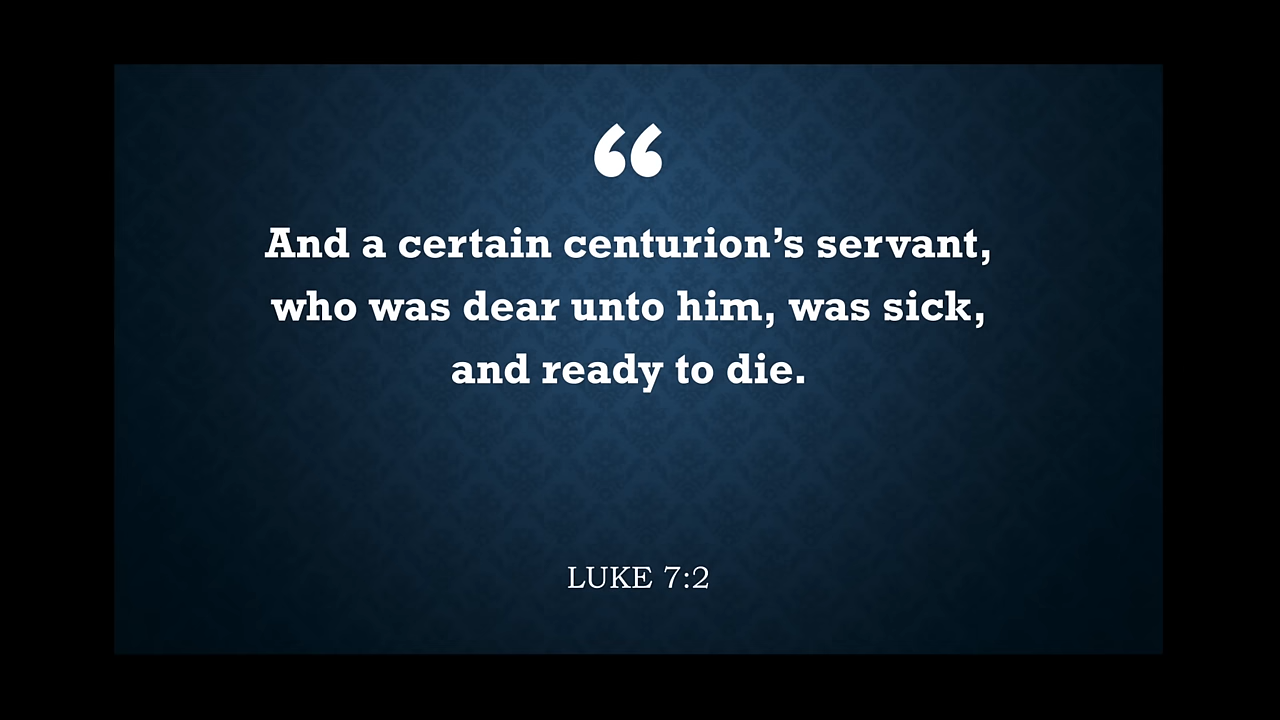 “
And a certain centurion’s servant,
who was dear unto him, was sick,
and ready to die.
LUKE 7:2